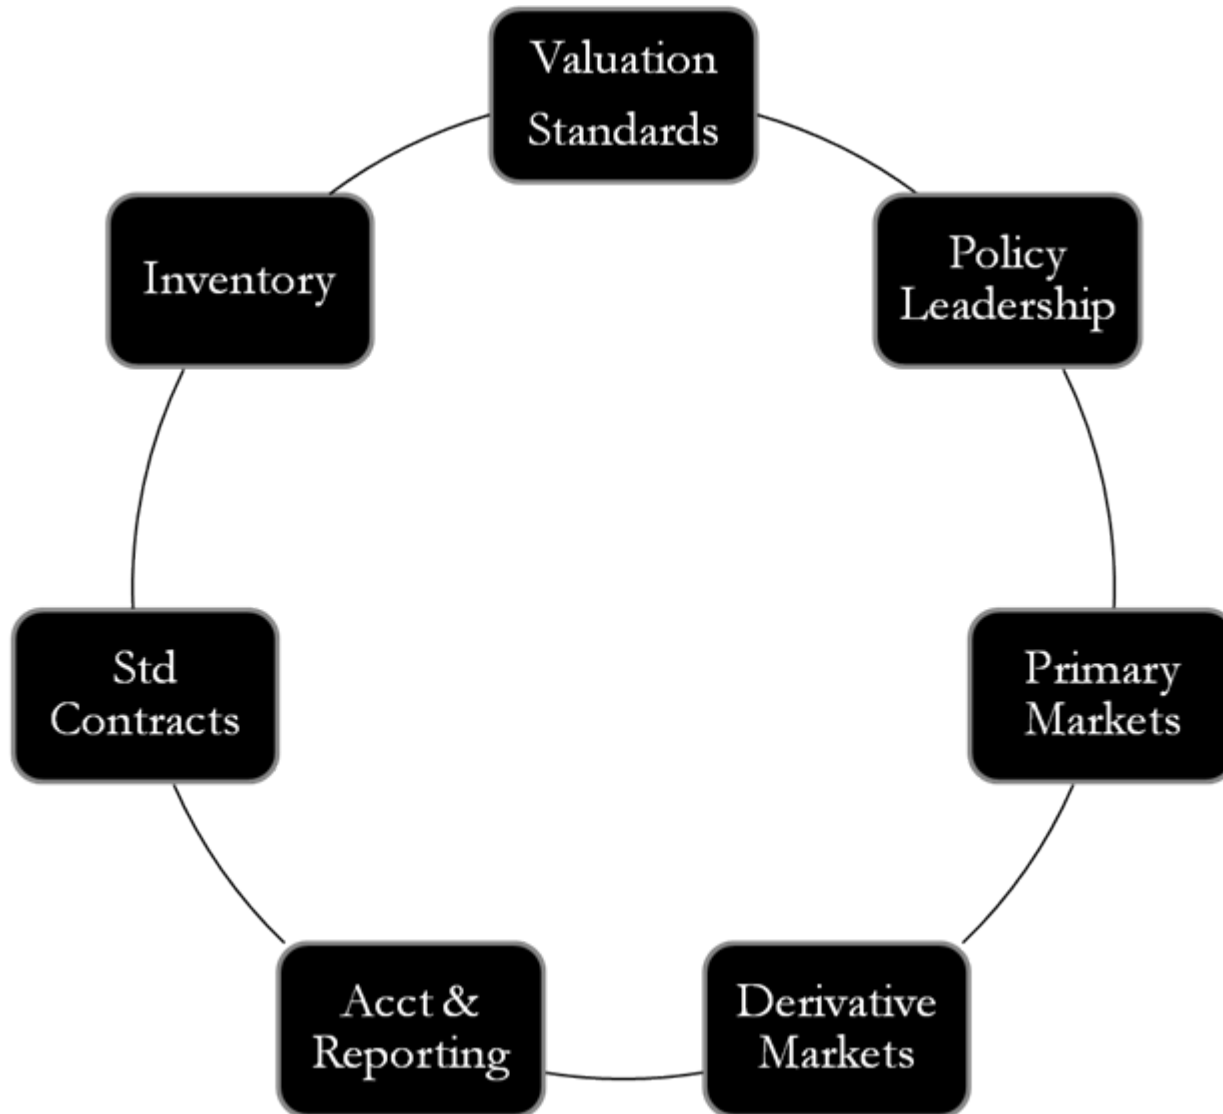 Valuation
Standards
Policy
Leadership
Primary
Markets
Derivative
Markets
Acct &
Reporting
Std
Contracts
Inventory